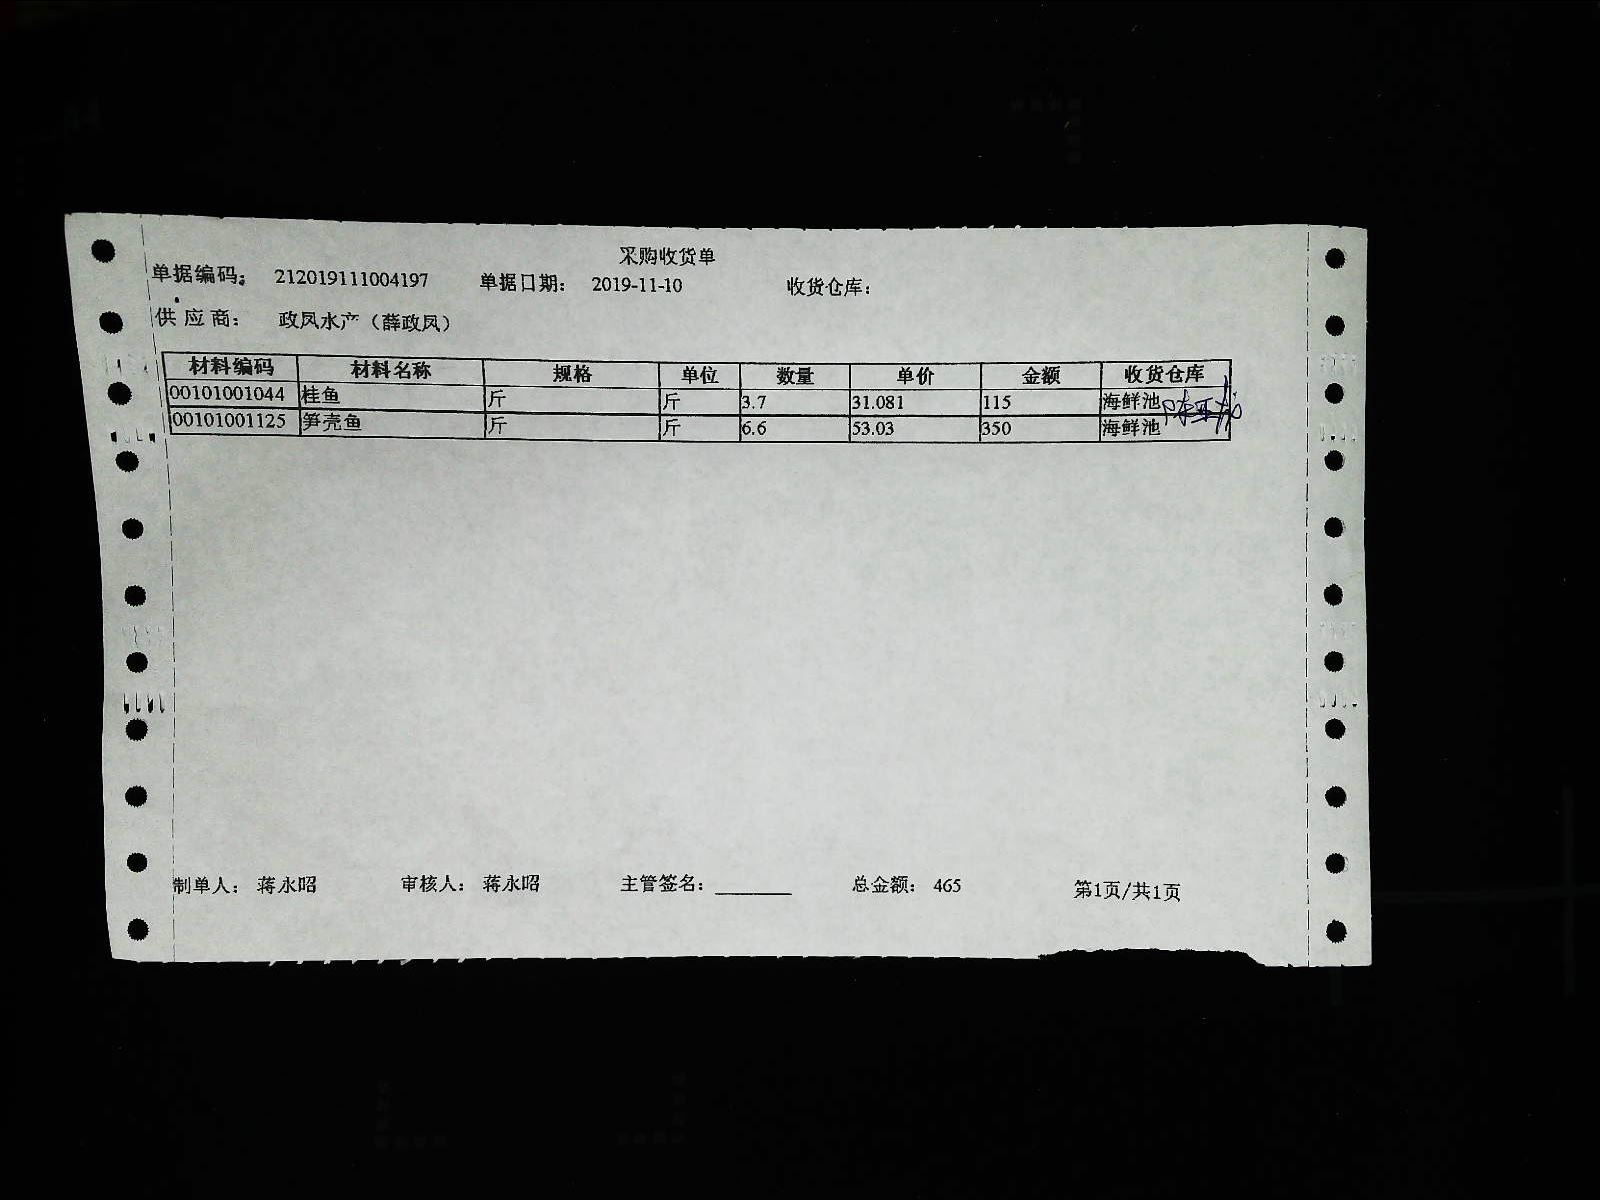 采购收货单
单据编码： 212019111004197 单据日期： 2019-11-10 收货仓库：
供应商： 政凤水产（薛政凤）
材料编码 材料名称 规格 单位 数量 单价 金额 收货仓库
00101001044 桂鱼 斤 斤 3.7 31.081 115 海鲜池
00101001125 笋壳鱼 斤 斤 6.6 53.03 350 海鲜池
制单人： 蒋永昭 审核人： 蒋永昭 主管签名：_______ 总金额： 465 第1页/共1页